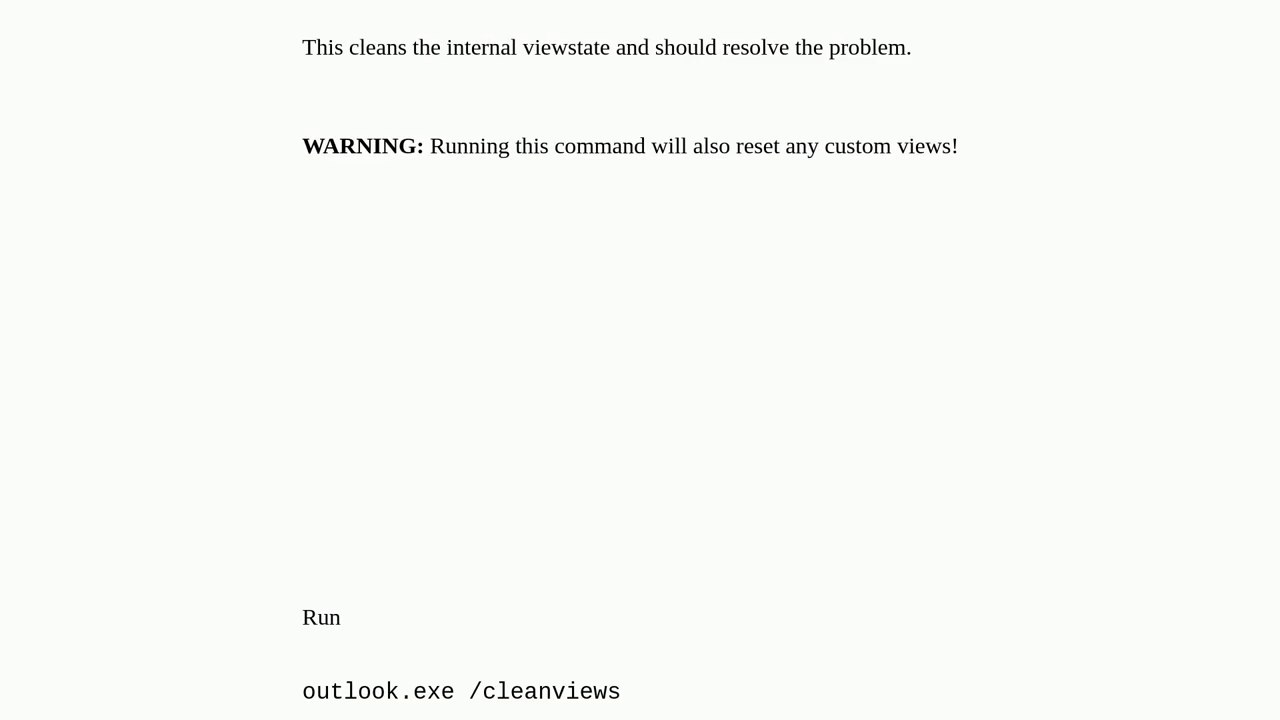 This cleans the internal viewstate and should resolve the problem.
WARNING: Running this command will also reset any custom views!
Run
outlook.exe /cleanviews